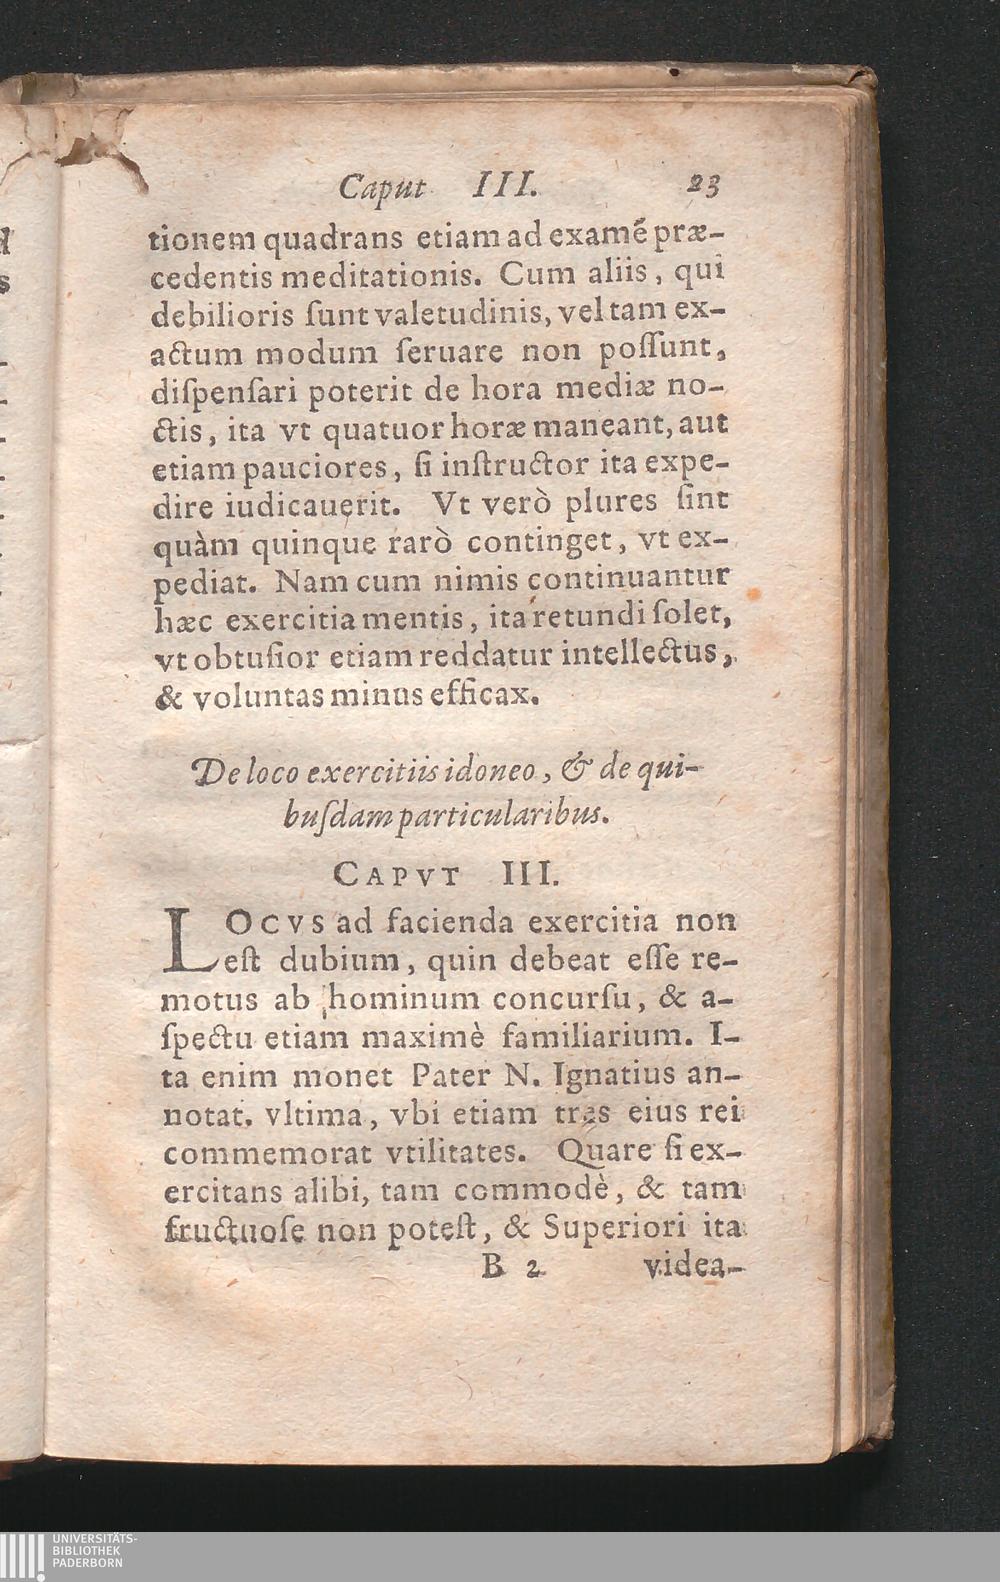 Caput III. 23
tionem quadrans etiam ad examẽ præ-
cedentis meditationis. Cum aliis, qui
debilioris ſunt valetudinis, vel tam ex-
actum modum ſeruare non poſſunt,
diſpenſari poterit de hora mediæ no-
ctis, ita vt quatuor horæ maneant, aut
etiam pauciores, ſi inſtructor ita expe-
dire iudicauerit. Vt verò plures ſint
quàm quinque rarò continget, vt ex-
pediat. Nam cum nimis continuantur
hæc exercitia mentis, ita retundi ſolet,
vt obtuſior etiam reddatur intellectus,
& voluntas minus efficax.
De loco exercitiis idoneo, & de qui-
buſdam particularibus.
CAPVT III.
LOCVS ad facienda exercitia non
eſt dubium, quin debeat eſſe re-
motus ab hominum concurſu, & a-
ſpectu etiam maximè familiarium. I-
ta enim monet Pater N. Ignatius an-
notat. vltima, vbi etiam tres eius rei
commemorat vtilitates. Quare ſi ex-
ercitans alibi, tam commodè, & tam
fructuoſe non poteſt, & Superiori ita
B 2 videa-
UNIVERSITÄTS-
BIBLIOTHEK
PADERBORN